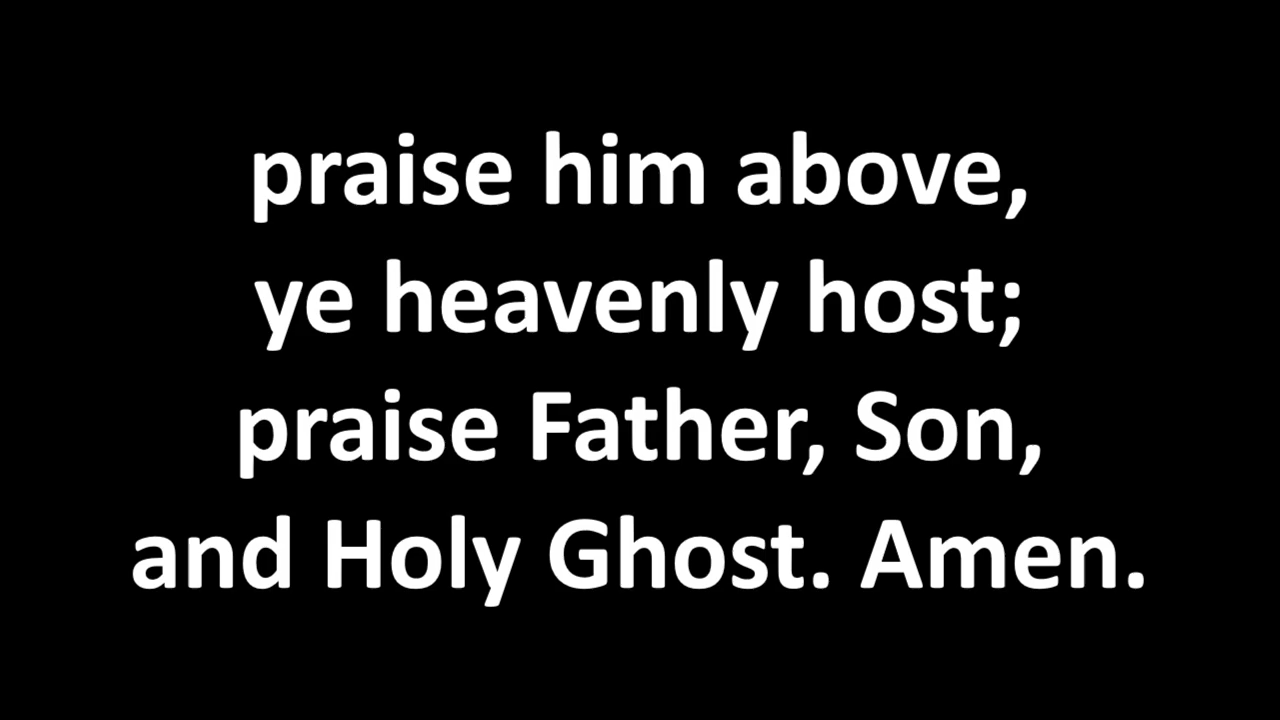 praise him above,
ye heavenly host;
praise Father, Son,
and Holy Ghost. Amen.